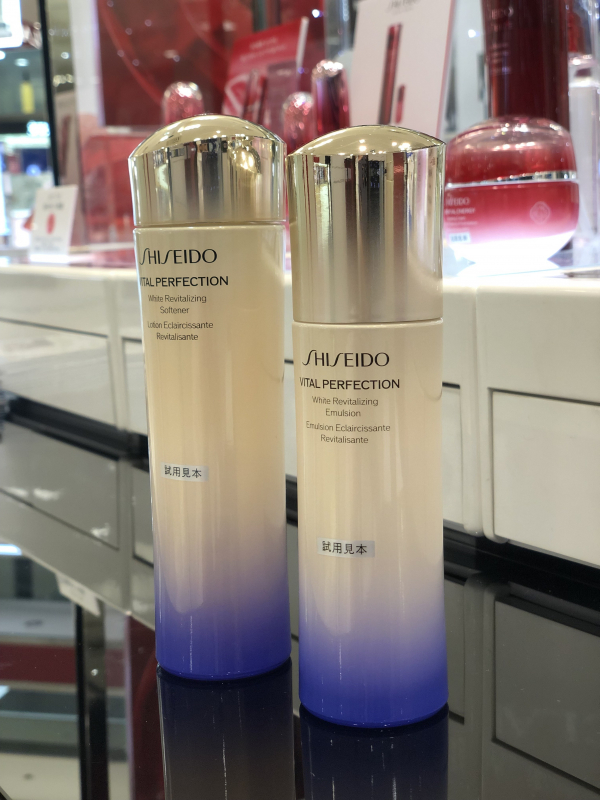 SHISEIDO
VITAL PERFECTION
White Revitalizing
Softener
Lotion Eclaircissante
Revitalisante
試用見本
SHISEIDO
VITAL PERFECTION
White Revitalizing
Emulsion
Emulsion Eclaircissante
Revitalisante
試用見本